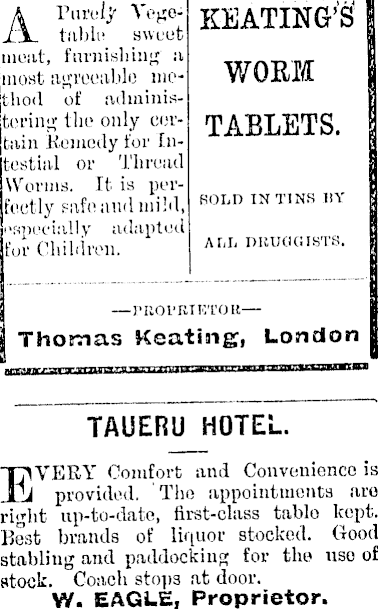 A Purely Vege-
table sweet
meat, furnishing a
most agreeable me-
thod of adminis-
tering the only cer-
tain Remedy for In-
testial or Thread
Worms. It is per-
fectly safe and mild,
especially adapted
for Children.
KEATING'S
WORM
TABLETS.
SOLD IN TINS BY
ALL DRUGGISTS.
—PROPRIETOR—
Thomas Keating, London
TAUERU HOTEL.
EVERY Comfort and Convenience is
provided. The appointments are
right up-to-date, first-class table kept.
Best brands of liquor stocked. Good
stabling and paddocking for the use of
stock. Coach stops at door.
W. EAGLE, Proprietor.